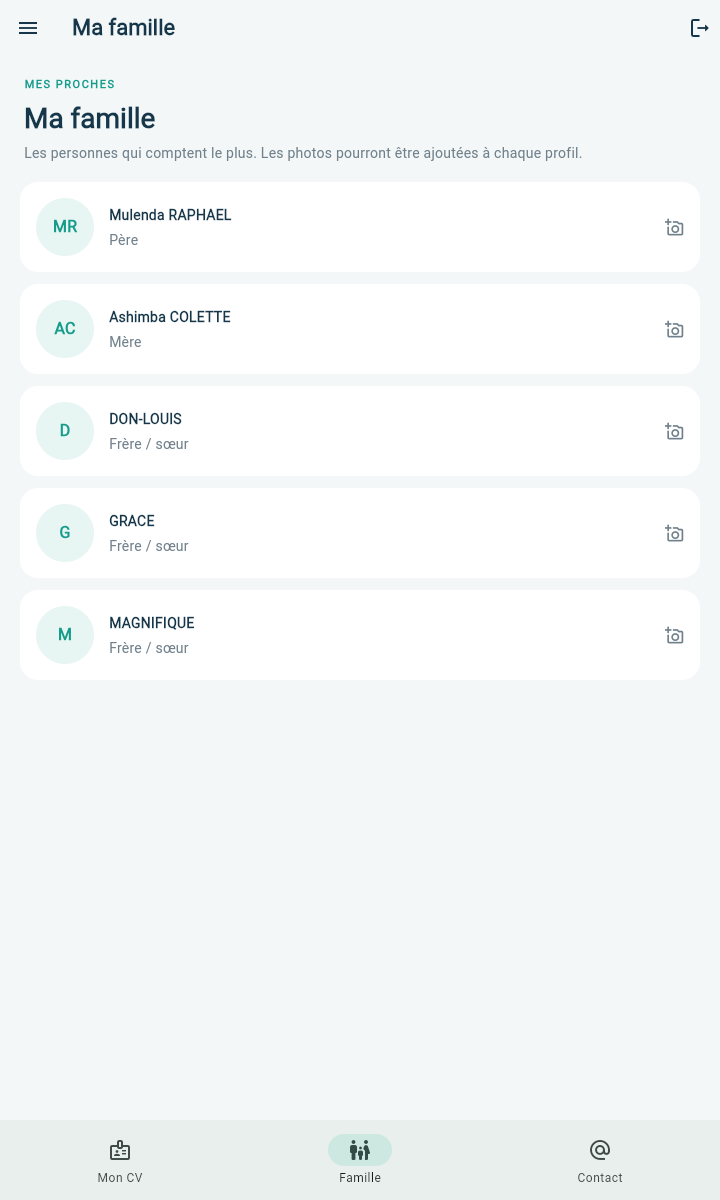 Ma famille
MES PROCHES
Ma famille
Les personnes qui comptent le plus. Les photos pourront être ajoutées à chaque profil.
MR
Mulenda RAPHAEL
Père
AC
Ashimba COLETTE
Mère
D
DON-LOUIS
Frère / sœur
G
GRACE
Frère / sœur
M
MAGNIFIQUE
Frère / sœur
Mon CV
Famille
Contact